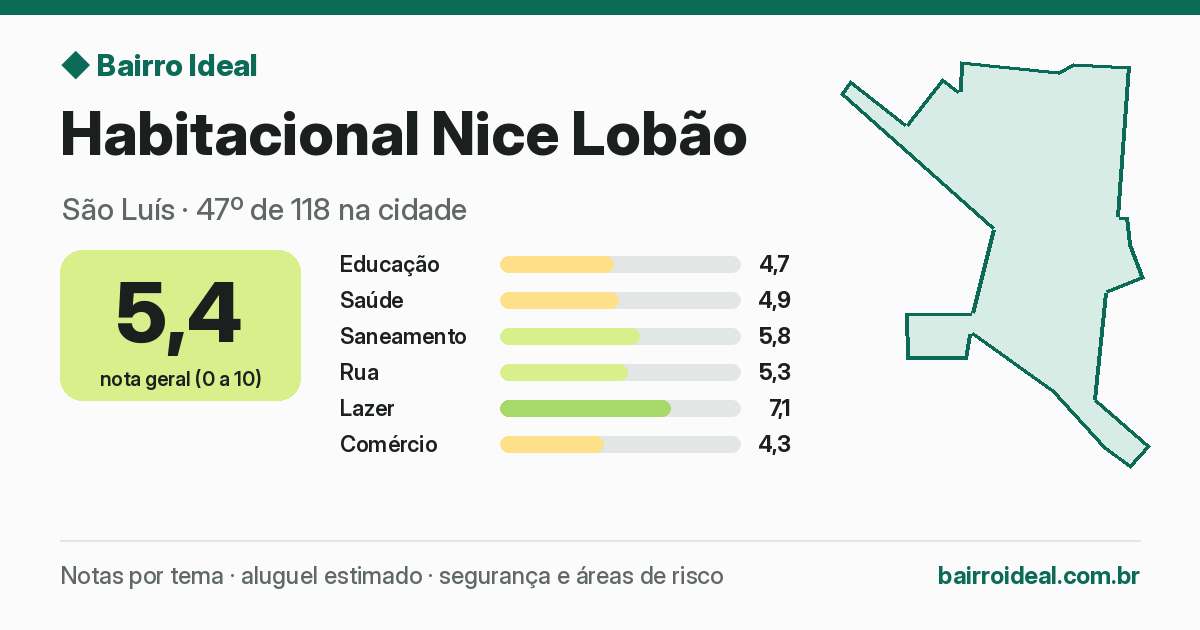 Bairro Ideal
Habitacional Nice Lobão
São Luís · 47º de 118 na cidade
5,4
nota geral (0 a 10)
Educação 4,7
Saúde 4,9
Saneamento 5,8
Rua 5,3
Lazer 7,1
Comércio 4,3
Notas por tema · aluguel estimado · segurança e áreas de risco
bairroideal.com.br